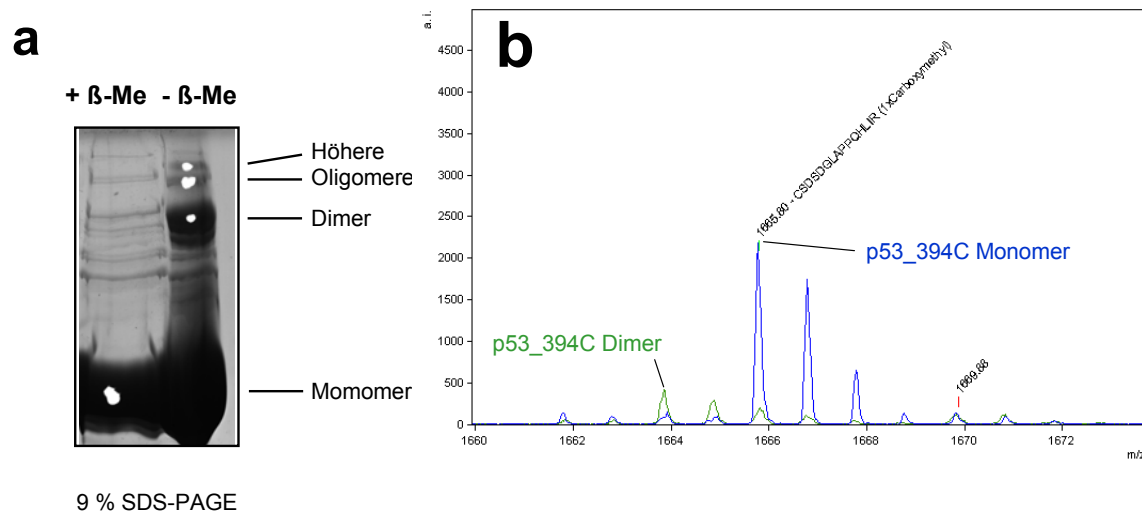 a
+ ß-Me
- ß-Me
Höhere
Oligomere
Dimer
Momomer
9 % SDS-PAGE
b
a. i.
4500
4000
3500
3000
2500
2000
1500
1000
500
0
1660
1662
1664
1666
1668
1670
1672
m/z
1665.80 - CSDSDGLAPPQHLIR (1xCarboxymethyl)
p53_394C Monomer
p53_394C Dimer
1669.88